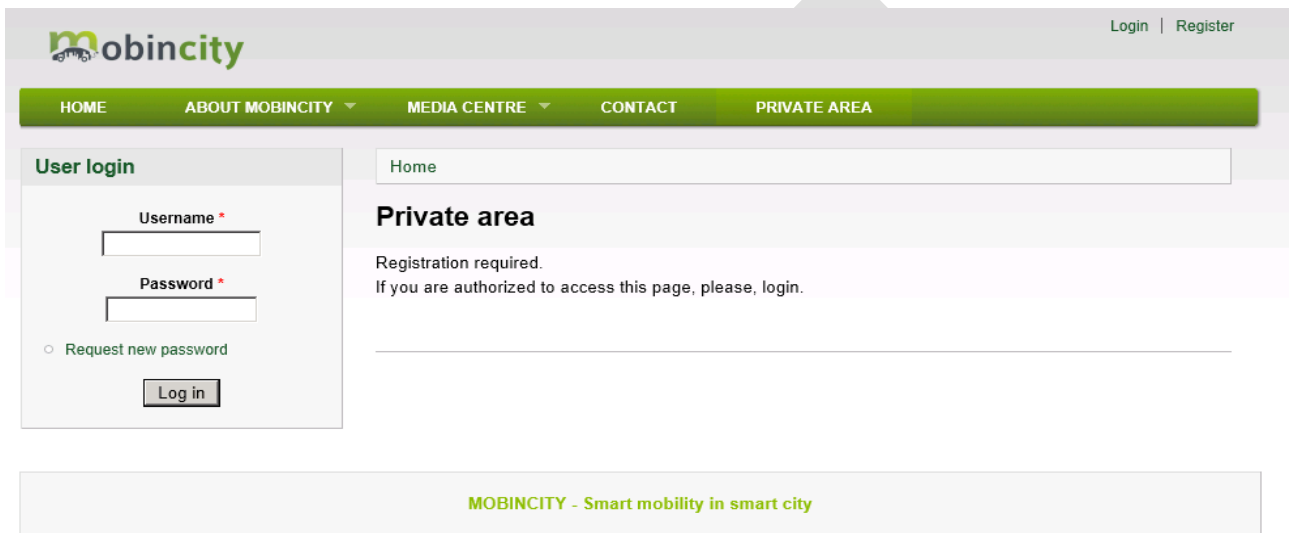 Login | Register
mobincity
HOME ABOUT MOBINCITY MEDIA CENTRE CONTACT PRIVATE AREA
User login
Username *
Password *
Request new password
Log in
Home
Private area
Registration required.
If you are authorized to access this page, please, login.
MOBINCITY - Smart mobility in smart city